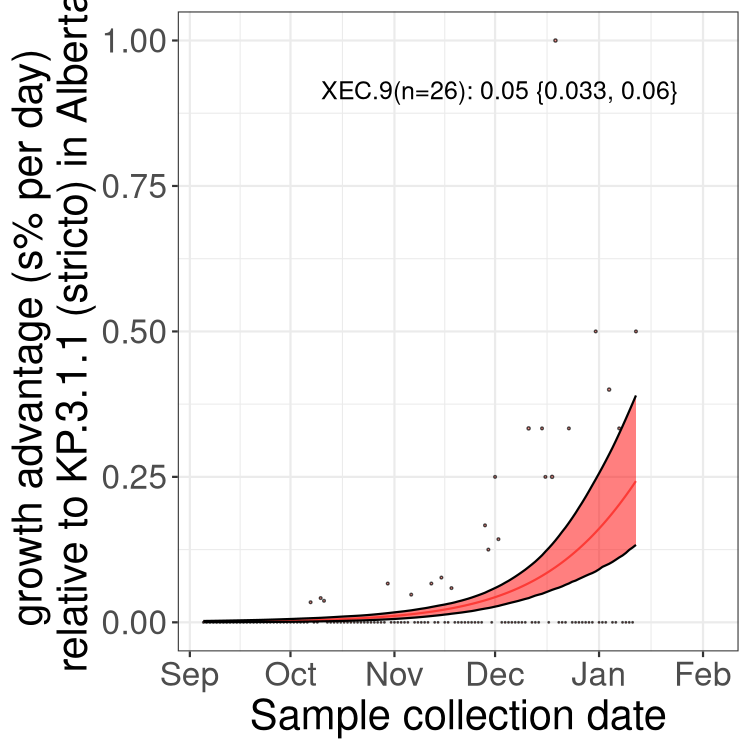 growth advantage (s% per day)
relative to KP.3.1.1 (stricto) in Alberta
1.00
0.75
0.50
0.25
0.00
XEC.9(n=26): 0.05 {0.033, 0.06}
Sep Oct Nov Dec Jan Feb
Sample collection date